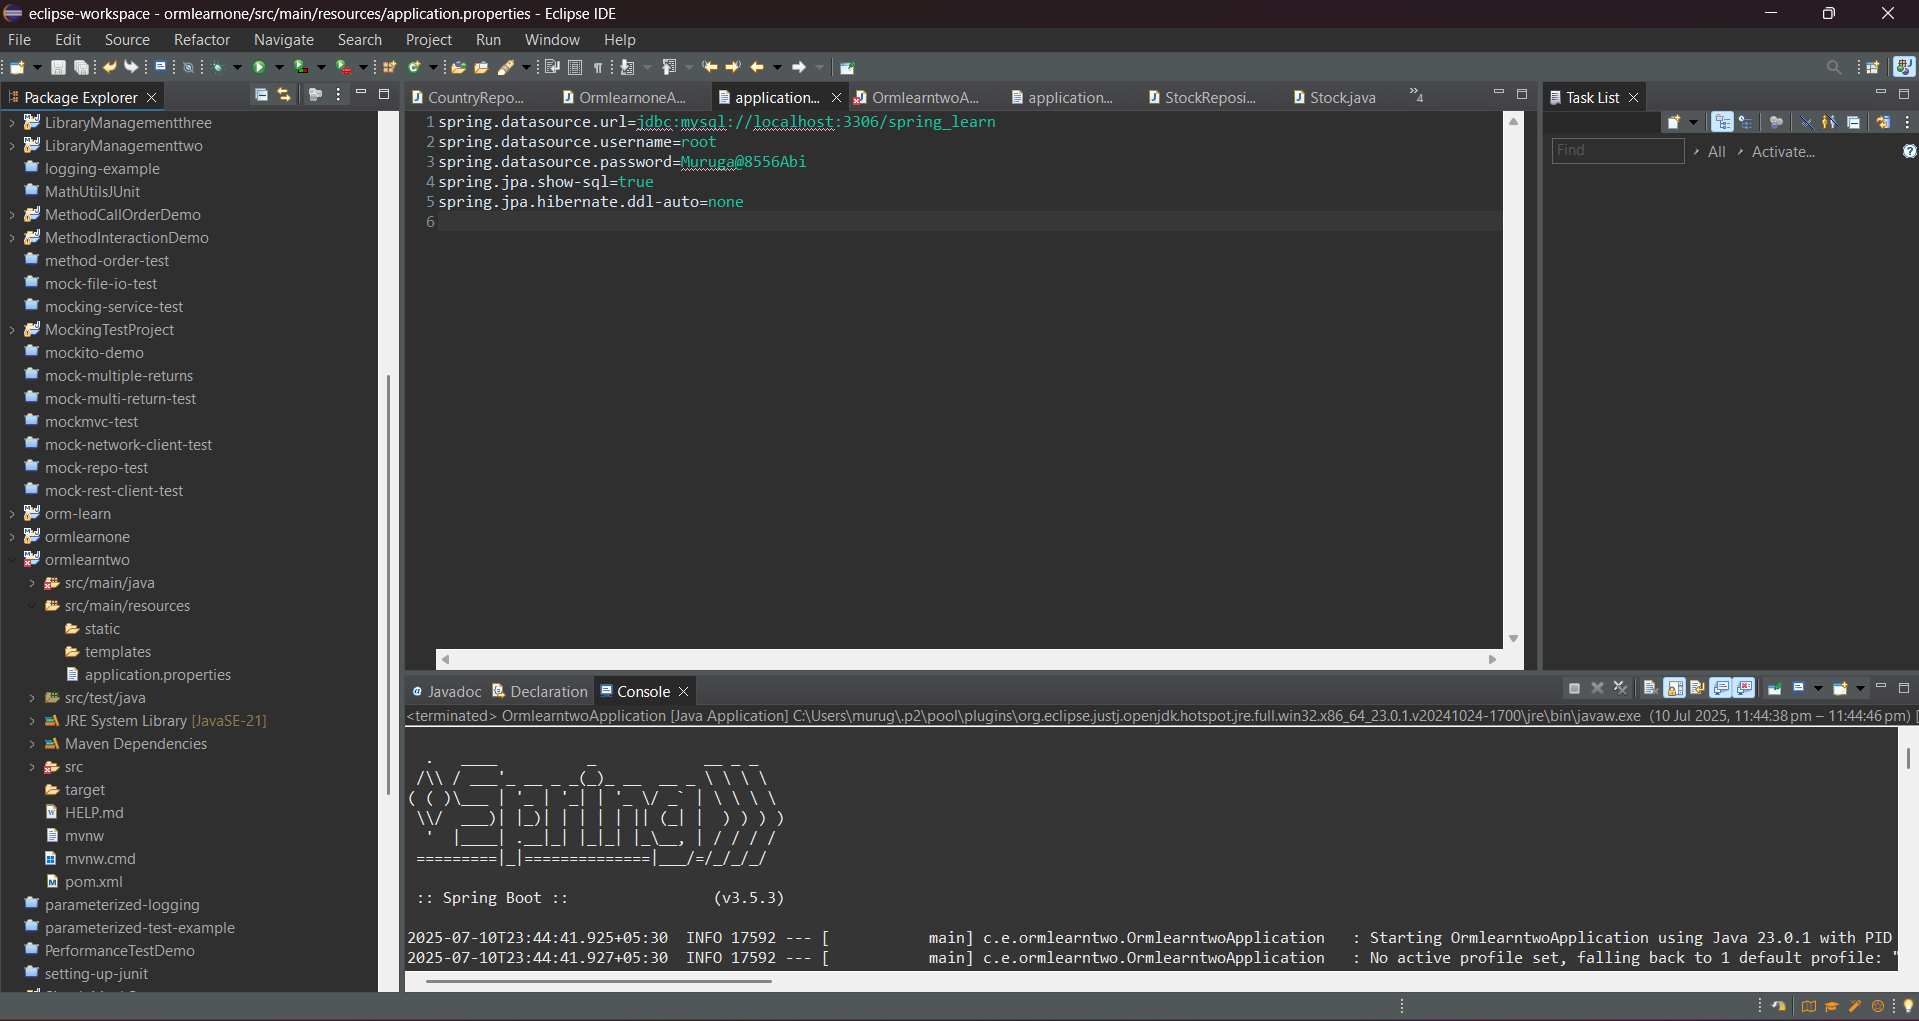 eclipse-workspace - ormlearnone/src/main/resources/application.properties - Eclipse IDE
File Edit Source Refactor Navigate Search Project Run Window Help
Package Explorer
CountryRepo... OrmlearnoneA... application... OrmlearntwoA... application... StockReposi... Stock.java »4
Task List
LibraryManagementthree
LibraryManagementtwo
logging-example
MathUtilsJUnit
MethodCallOrderDemo
MethodInteractionDemo
method-order-test
mock-file-io-test
mocking-service-test
MockingTestProject
mockito-demo
mock-multiple-returns
mock-multi-return-test
mockmvc-test
mock-network-client-test
mock-repo-test
mock-rest-client-test
orm-learn
ormlearnone
ormlearntwo
src/main/java
src/main/resources
static
templates
application.properties
src/test/java
JRE System Library [JavaSE-21]
Maven Dependencies
src
target
HELP.md
mvnw
mvnw.cmd
pom.xml
parameterized-logging
parameterized-test-example
PerformanceTestDemo
setting-up-junit
1 spring.datasource.url=jdbc:mysql://localhost:3306/spring_learn
2 spring.datasource.username=root
3 spring.datasource.password=Muruga@8556Abi
4 spring.jpa.show-sql=true
5 spring.jpa.hibernate.ddl-auto=none
6
Find All Activate...
Javadoc Declaration Console
<terminated> OrmlearntwoApplication [Java Application] C:\Users\murug\.p2\pool\plugins\org.eclipse.justj.openjdk.hotspot.jre.full.win32.x86_64_23.0.1.v20241024-1700\jre\bin\javaw.exe (10 Jul 2025, 11:44:38 pm – 11:44:46 pm) [
:: Spring Boot :: (v3.5.3)
2025-07-10T23:44:41.925+05:30 INFO 17592 --- [ main] c.e.ormlearntwo.OrmlearntwoApplication : Starting OrmlearntwoApplication using Java 23.0.1 with PID
2025-07-10T23:44:41.927+05:30 INFO 17592 --- [ main] c.e.ormlearntwo.OrmlearntwoApplication : No active profile set, falling back to 1 default profile: "